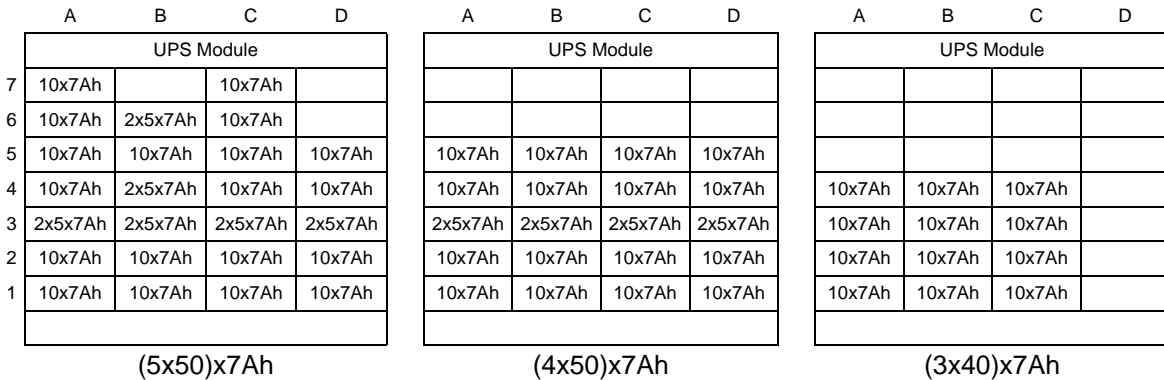 A B C D A B C D A B C D
UPS Module UPS Module UPS Module
7 10x7Ah 10x7Ah
6 10x7Ah 2x5x7Ah 10x7Ah
5 10x7Ah 10x7Ah 10x7Ah 10x7Ah 10x7Ah 10x7Ah 10x7Ah 10x7Ah
4 10x7Ah 2x5x7Ah 10x7Ah 10x7Ah 10x7Ah 10x7Ah 10x7Ah 10x7Ah 10x7Ah 10x7Ah 10x7Ah
3 2x5x7Ah 2x5x7Ah 2x5x7Ah 2x5x7Ah 2x5x7Ah 2x5x7Ah 2x5x7Ah 2x5x7Ah 10x7Ah 10x7Ah 10x7Ah
2 10x7Ah 10x7Ah 10x7Ah 10x7Ah 10x7Ah 10x7Ah 10x7Ah 10x7Ah 10x7Ah 10x7Ah 10x7Ah
1 10x7Ah 10x7Ah 10x7Ah 10x7Ah 10x7Ah 10x7Ah 10x7Ah 10x7Ah 10x7Ah 10x7Ah 10x7Ah
(5x50)x7Ah (4x50)x7Ah (3x40)x7Ah